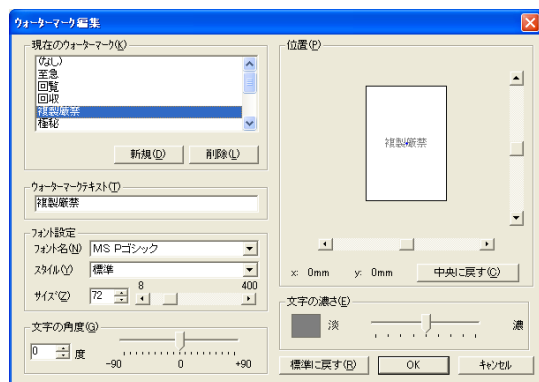 ウォーターマーク編集
現在のウォーターマーク(K)
(なし)
至急
回覧
回収
複製厳禁
極秘
新規(D)
削除(L)
ウォーターマークテキスト(T)
複製厳禁
フォント設定
フォント名(N) MS Pゴシック
スタイル(Y) 標準
サイズ(Z) 72 8 400
文字の角度(G)
0 度
-90 0 +90
位置(P)
複製厳禁
x: 0mm y: 0mm 中央に戻す(C)
文字の濃さ(E)
淡 濃
標準に戻す(R) OK キャンセル